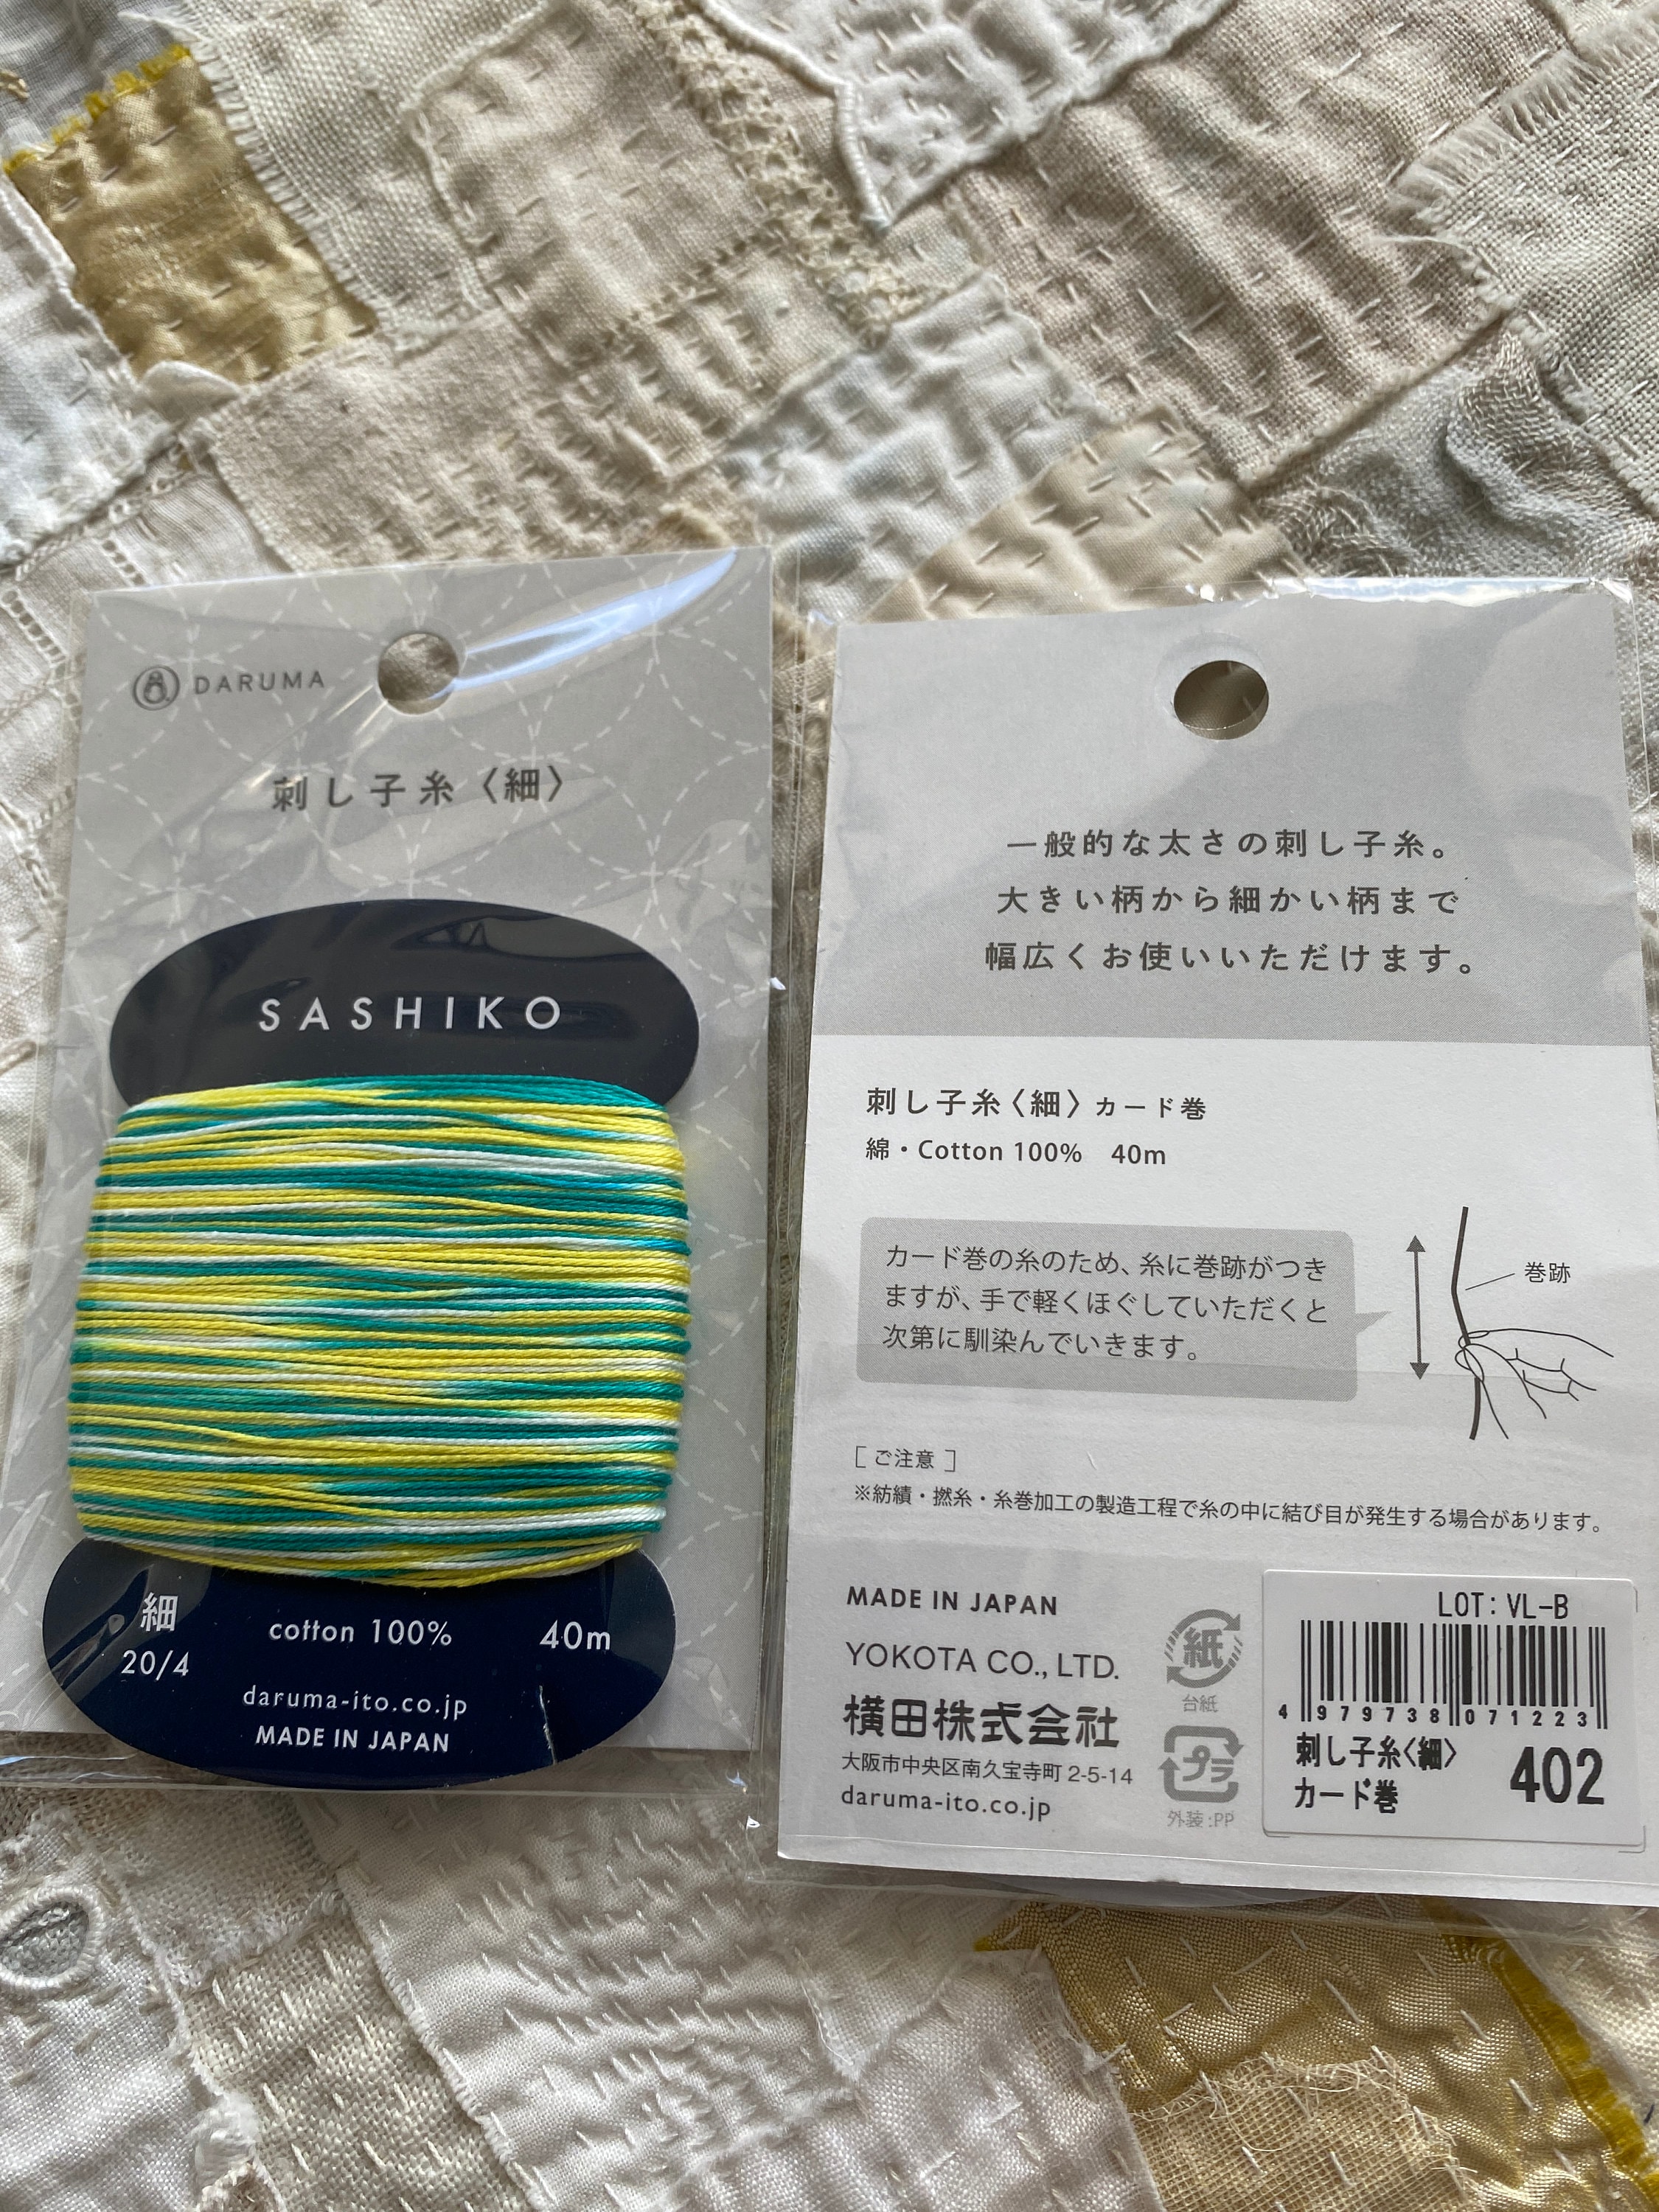 DARUMA
刺し子糸〈細〉
SASHIKO
細
20/4
cotton 100%
40m
daruma-ito.co.jp
MADE IN JAPAN
一般的な太さの刺し子糸。
大きい柄から細かい柄まで
幅広くお使いいただけます。
刺し子糸〈細〉カード巻
綿・Cotton 100% 40m
カード巻の糸のため、糸に巻跡がつき
ますが、手で軽くほぐしていただくと
次第に馴染んでいきます。
巻跡
［ご注意］
※紡績・撚糸・糸巻加工の製造工程で糸の中に結び目が発生する場合があります。
MADE IN JAPAN
YOKOTA CO., LTD.
横田株式会社
大阪市中央区南久宝寺町 2-5-14
daruma-ito.co.jp
紙
台紙
プラ
外装:PP
LOT: VL-B
4 979738 071223
刺し子糸〈細〉
カード巻
402